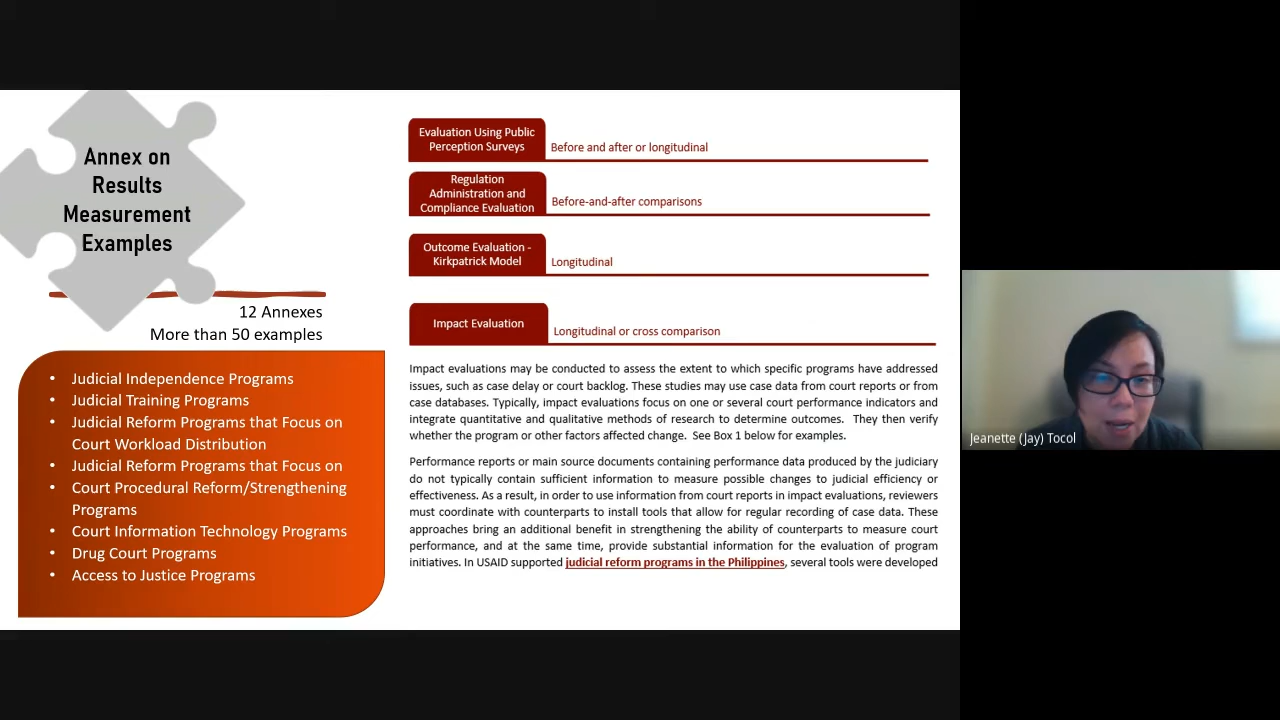 Annex on
Results
Measurement
Examples
12 Annexes
More than 50 examples
• Judicial Independence Programs
• Judicial Training Programs
• Judicial Reform Programs that Focus on
Court Workload Distribution
• Judicial Reform Programs that Focus on
• Court Procedural Reform/Strengthening
Programs
• Court Information Technology Programs
• Drug Court Programs
• Access to Justice Programs
Evaluation Using Public
Perception Surveys
Before and after or longitudinal
Regulation
Administration and
Compliance Evaluation
Before-and-after comparisons
Outcome Evaluation -
Kirkpatrick Model
Longitudinal
Impact Evaluation
Longitudinal or cross comparison
Impact evaluations may be conducted to assess the extent to which specific programs have addressed
issues, such as case delay or court backlog. These studies may use case data from court reports or from
case databases. Typically, impact evaluations focus on one or several court performance indicators and
integrate quantitative and qualitative methods of research to determine outcomes. They then verify
whether the program or other factors affected change. See Box 1 below for examples.
Performance reports or main source documents containing performance data produced by the judiciary
do not typically contain sufficient information to measure possible changes to judicial efficiency or
effectiveness. As a result, in order to use information from court reports in impact evaluations, reviewers
must coordinate with counterparts to install tools that allow for regular recording of case data. These
approaches bring an additional benefit in strengthening the ability of counterparts to measure court
performance, and at the same time, provide substantial information for the evaluation of program
initiatives. In USAID supported judicial reform programs in the Philippines, several tools were developed
Jeanette (Jay) Tocol